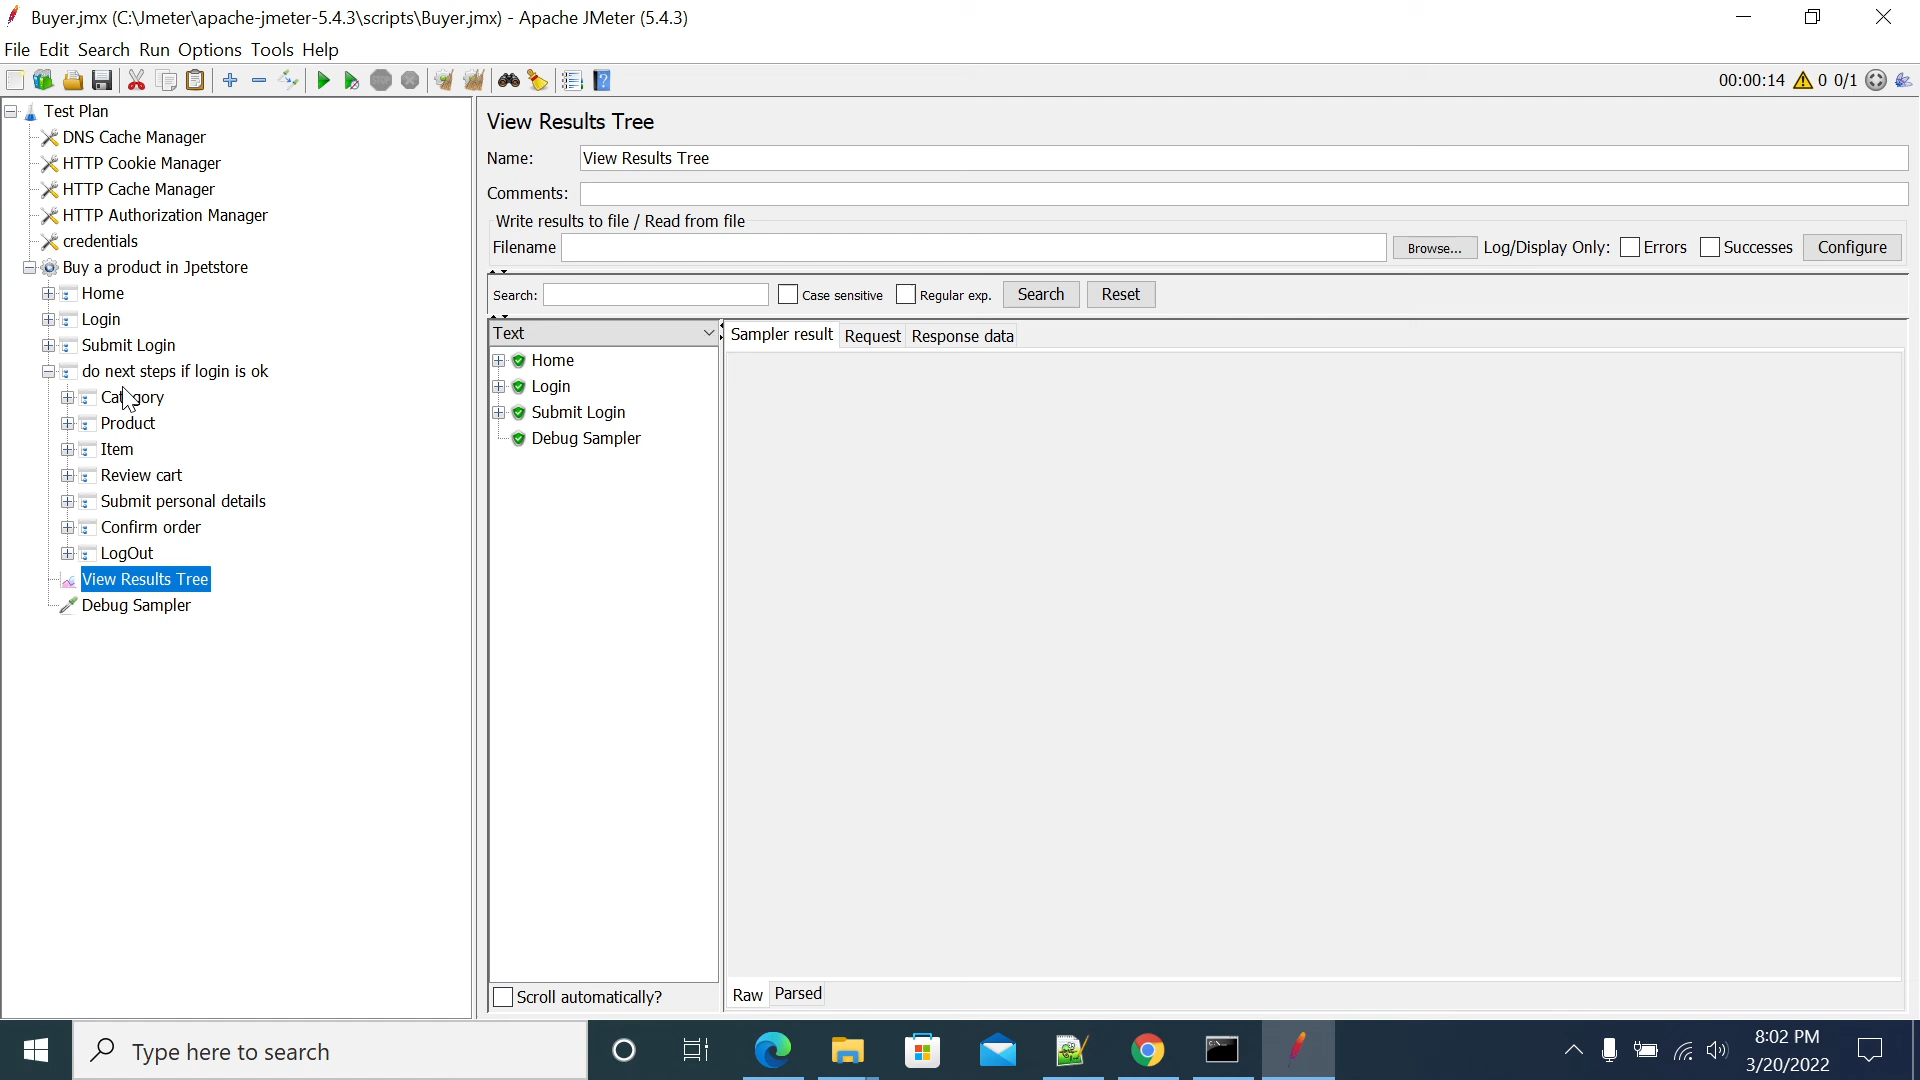 Buyer.jmx (C:\Jmeter\apache-jmeter-5.4.3\scripts\Buyer.jmx) - Apache JMeter (5.4.3)
File Edit Search Run Options Tools Help
00:00:14 0 0/1
Test Plan
DNS Cache Manager
HTTP Cookie Manager
HTTP Cache Manager
HTTP Authorization Manager
credentials
Buy a product in Jpetstore
Home
Login
Submit Login
do next steps if login is ok
Category
Product
Item
Review cart
Submit personal details
Confirm order
LogOut
View Results Tree
Debug Sampler
View Results Tree
Name: View Results Tree
Comments:
Write results to file / Read from file
Filename Browse... Log/Display Only: Errors Successes Configure
Search: Case sensitive Regular exp. Search Reset
Text
Home
Login
Submit Login
Debug Sampler
Scroll automatically?
Sampler result Request Response data
Raw Parsed
Type here to search
8:02 PM
3/20/2022